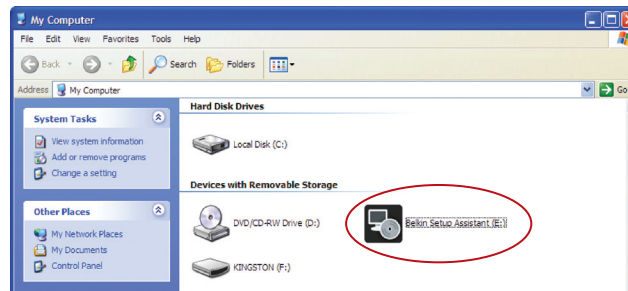 My Computer
File Edit View Favorites Tools Help
Back Search Folders
Address My Computer Go
Hard Disk Drives
System Tasks
View system information
Add or remove programs
Change a setting
Local Disk (C:)
Devices with Removable Storage
Other Places
My Network Places
My Documents
Control Panel
DVD/CD-RW Drive (D:)
Belkin Setup Assistant (E:)
KINGSTON (F:)